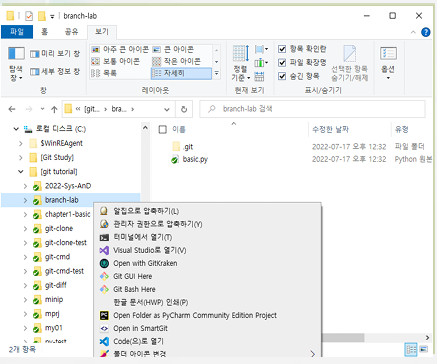 branch-lab
파일
홈
공유
보기
탐색 창
미리 보기 창
세부 정보 창
창
아주 큰 아이콘
큰 아이콘
보통 아이콘
작은 아이콘
목록
자세히
레이아웃
정렬 기준
현재 보기
확인란
항목 확인란
파일 확장명
숨긴 항목
선택한 항목 숨기기/해제
표시/숨기기
옵션
« [git... › bra... ›
branch-lab 검색
로컬 디스크 (C:)
$WinREAgent
[Git Study]
[git tutorial]
2022-Sys-AnD
branch-lab
chapter1-basic
git-clone
git-clone-test
git-cmd
git-cmd-test
git-diff
minip
mprj
my01
이름
수정한 날짜
유형
.git
2022-07-17 오후 12:32
파일 폴더
basic.py
2022-07-17 오후 12:32
Python 원본
알집으로 압축하기(L)
관리자 권한으로 압축하기(Y)
터미널에서 열기(T)
Visual Studio로 열기(V)
Open with GitKraken
Git GUI Here
Git Bash Here
한글 문서(HWP) 인쇄(P)
Open Folder as PyCharm Community Edition Project
Open in SmartGit
Code(으)로 열기
폴더 아이콘 변경
2개 항목